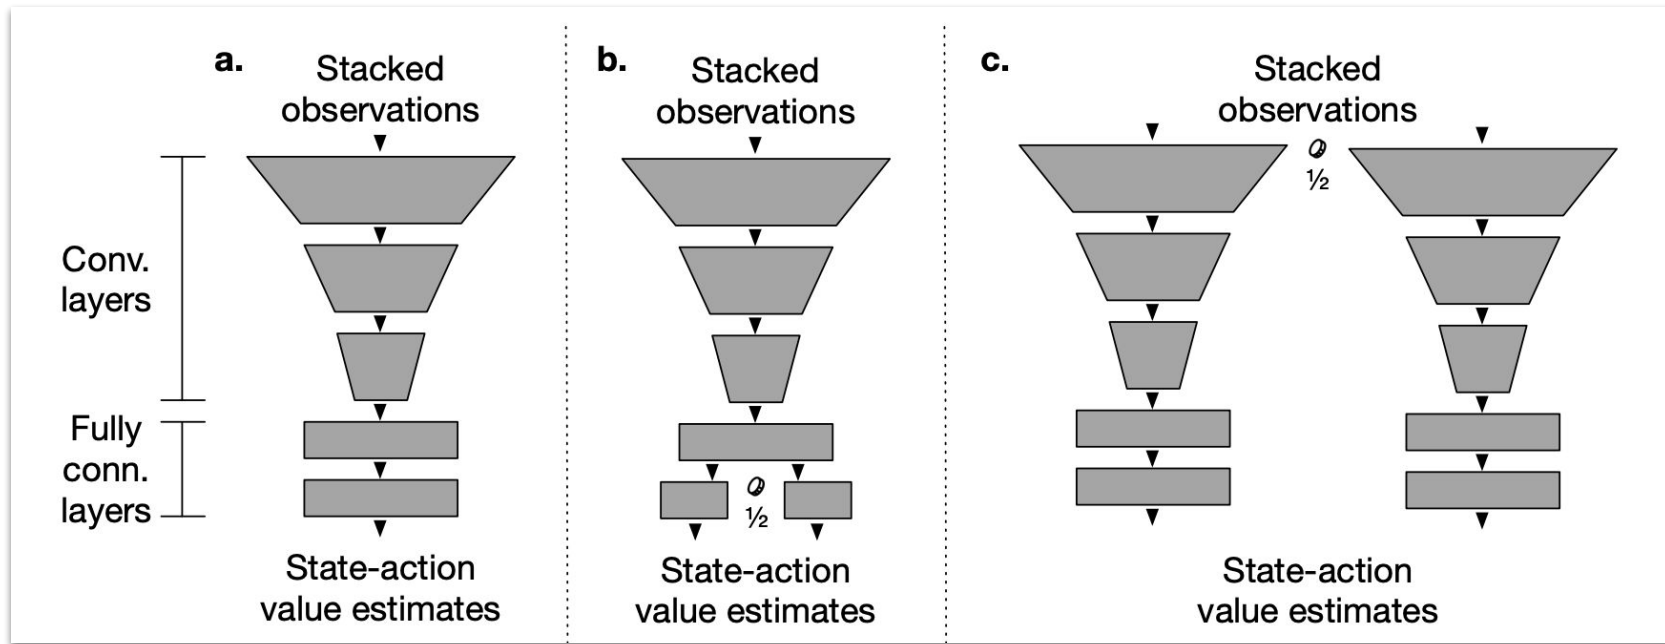 a.
Stacked
observations
Conv.
layers
Fully
conn.
layers
State-action
value estimates
b.
Stacked
observations
½
State-action
value estimates
c.
Stacked
observations
½
State-action
value estimates